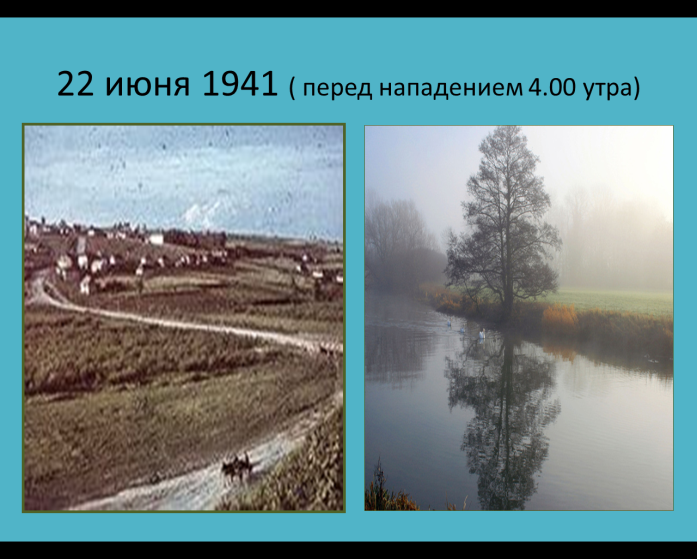 22 июня 1941 ( перед нападением 4.00 утра)